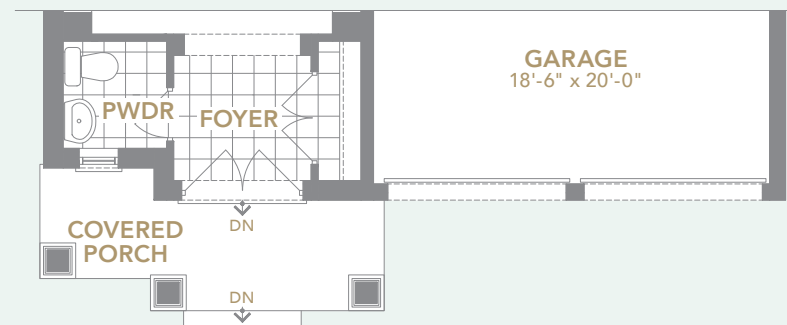 GARAGE
18'-6" x 20'-0"
PWDR
FOYER
COVERED
PORCH
DN
DN